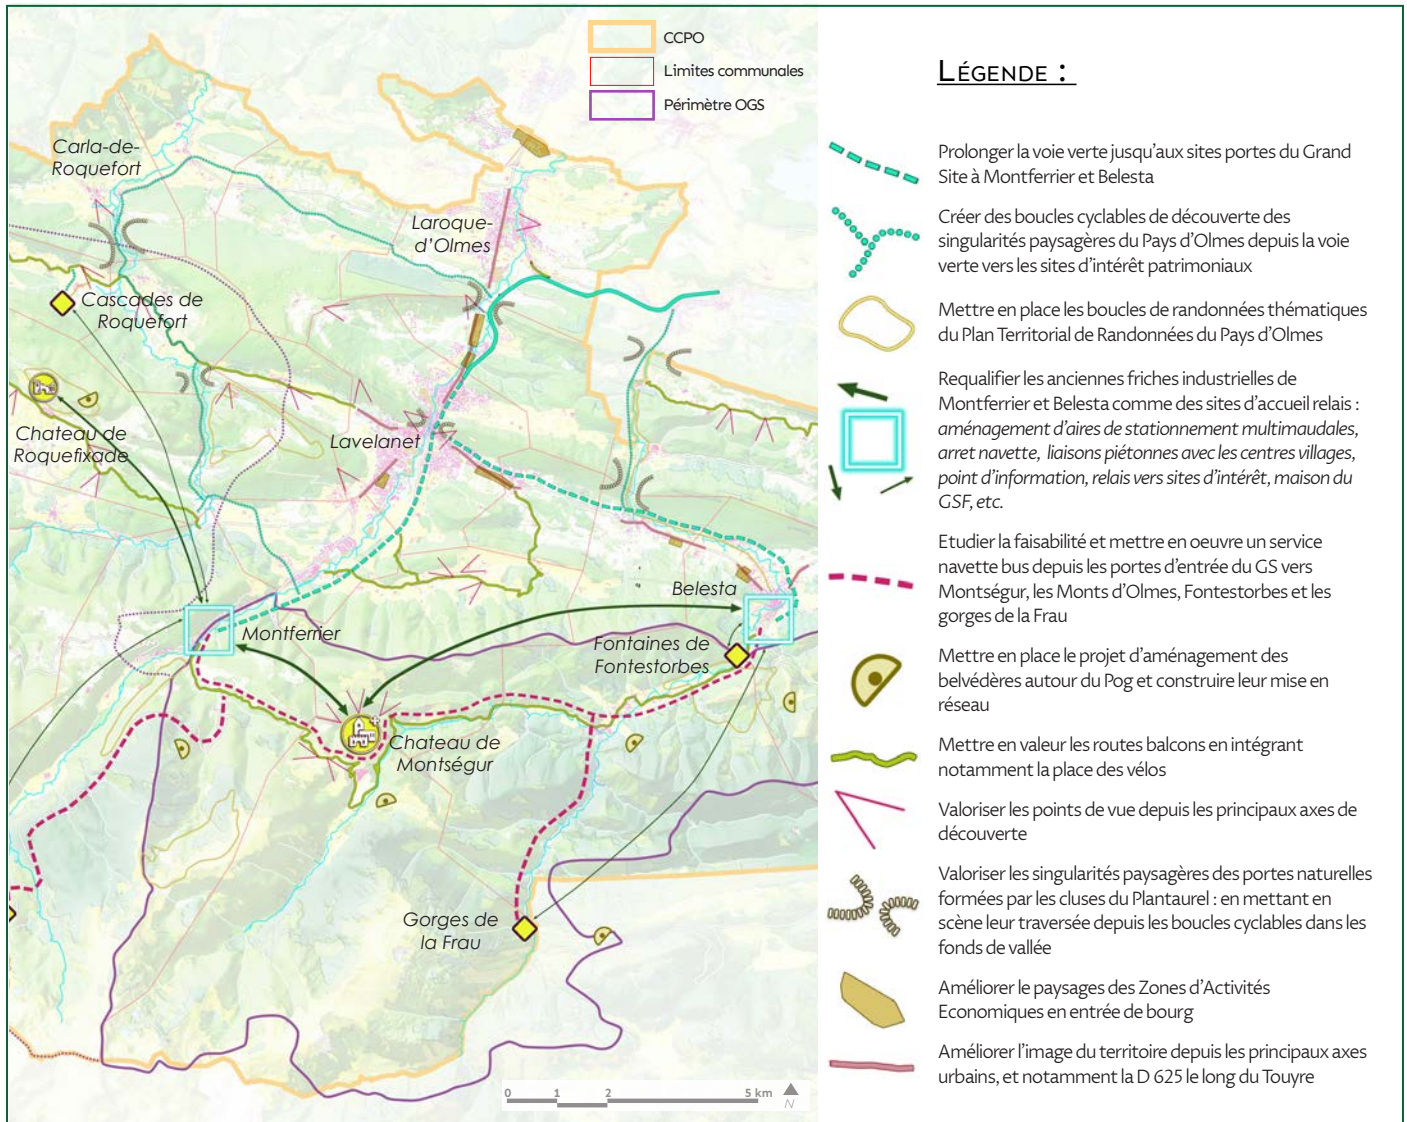 CCPO
Limites communales
Périmètre OGS
Carla-de-
Roquefort
Laroque-
d'Olmes
Cascades de
Roquefort
Chateau de
Roquefixade
Lavelanet
Belesta
Montferrier
Fontaines de
Fontestorbes
Chateau de
Montségur
Gorges de
la Frau
0 1 2 5 km
N
LÉGENDE :
Prolonger la voie verte jusqu'aux sites portes du Grand
Site à Montferrier et Belesta
Créer des boucles cyclables de découverte des
singularités paysagères du Pays d'Olmes depuis la voie
verte vers les sites d'intérêt patrimoniaux
Mettre en place les boucles de randonnées thématiques
du Plan Territorial de Randonnées du Pays d'Olmes
Requalifier les anciennes friches industrielles de
Montferrier et Belesta comme des sites d'accueil relais :
aménagement d'aires de stationnement multimaudales,
arret navette, liaisons piétonnes avec les centres villages,
point d'information, relais vers sites d'intérêt, maison du
GSF, etc.
Etudier la faisabilité et mettre en oeuvre un service
navette bus depuis les portes d'entrée du GS vers
Montségur, les Monts d'Olmes, Fontestorbes et les
gorges de la Frau
Mettre en place le projet d'aménagement des
belvédères autour du Pog et construire leur mise en
réseau
Mettre en valeur les routes balcons en intégrant
notamment la place des vélos
Valoriser les points de vue depuis les principaux axes de
découverte
Valoriser les singularités paysagères des portes naturelles
formées par les cluses du Plantaurel : en mettant en
scène leur traversée depuis les boucles cyclables dans les
fonds de vallée
Améliorer le paysages des Zones d'Activités
Economiques en entrée de bourg
Améliorer l'image du territoire depuis les principaux axes
urbains, et notamment la D 625 le long du Touyre